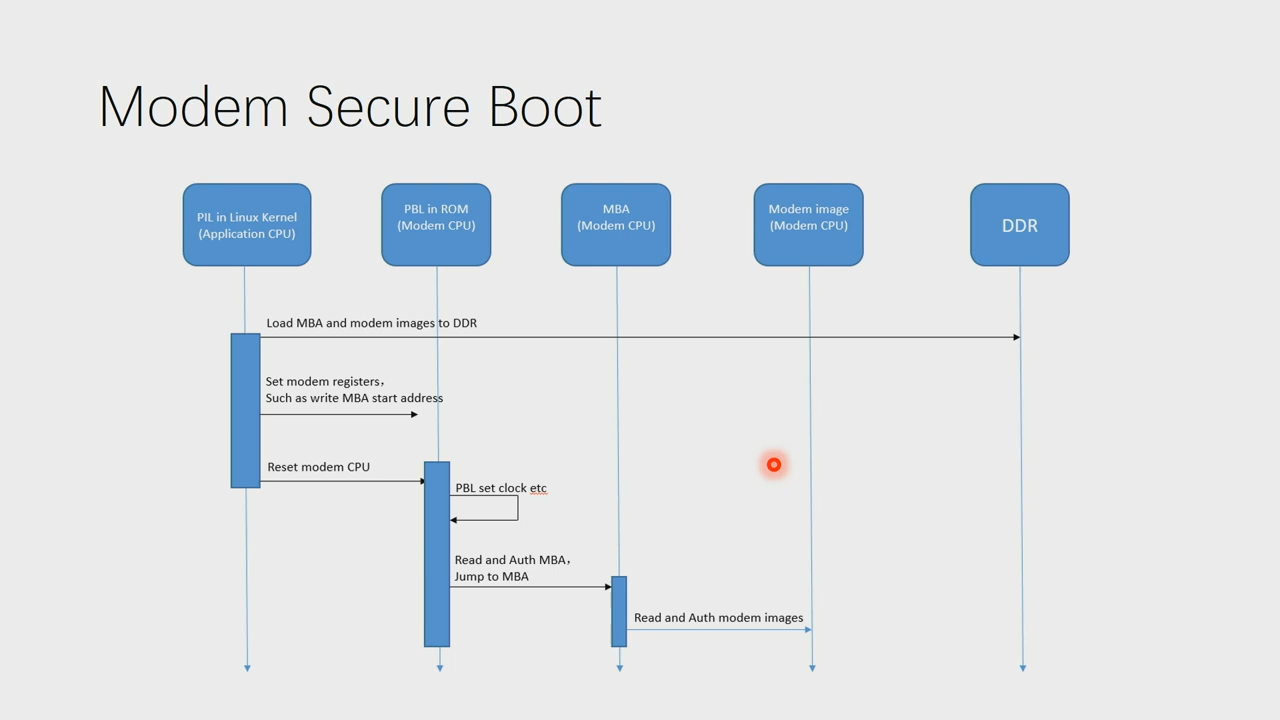 Modem Secure Boot
PIL in Linux Kernel
(Application CPU)
PBL in ROM
(Modem CPU)
MBA
(Modem CPU)
Modem image
(Modem CPU)
DDR
Load MBA and modem images to DDR
Set modem registers，
Such as write MBA start address
Reset modem CPU
PBL set clock etc
Read and Auth MBA，
Jump to MBA
Read and Auth modem images